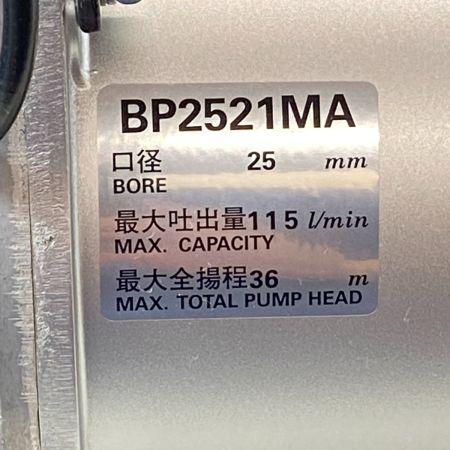 BP2521MA
口径 25 mm
BORE
最大吐出量115 l/min
MAX. CAPACITY
最大全揚程36 m
MAX. TOTAL PUMP HEAD